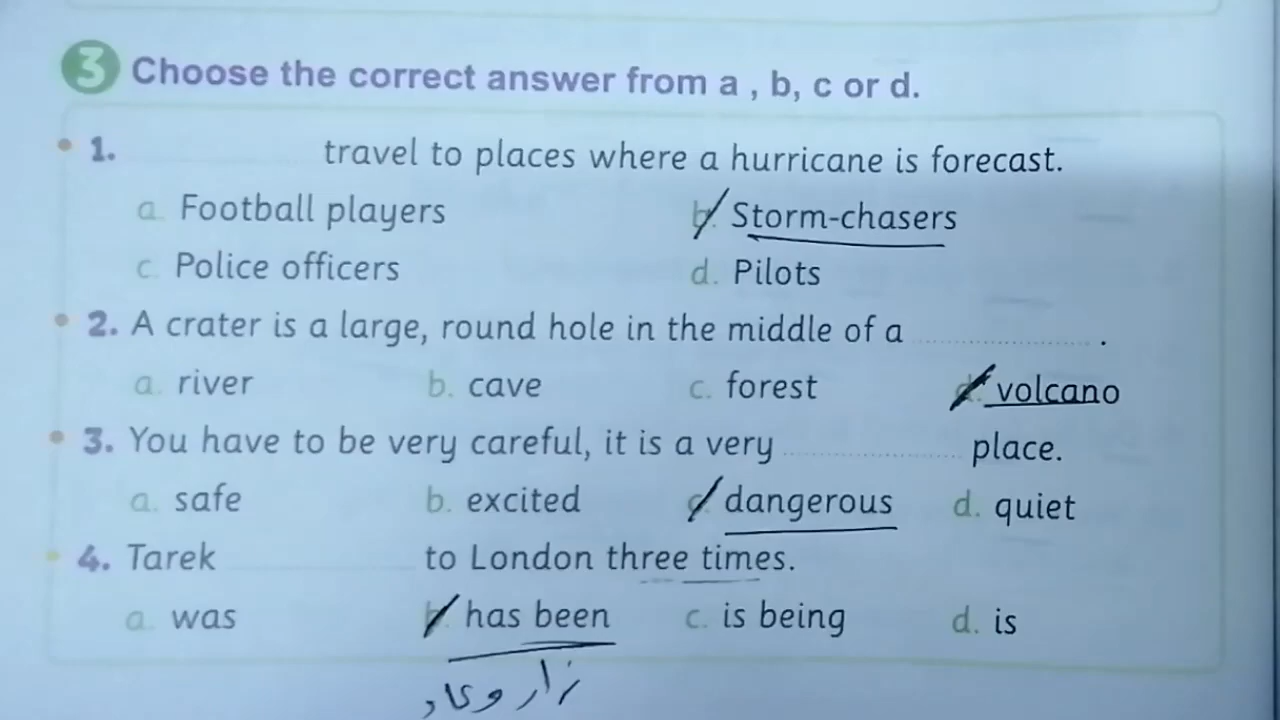 3 Choose the correct answer from a , b, c or d.
1. travel to places where a hurricane is forecast.
a. Football players b. Storm-chasers
c. Police officers d. Pilots
2. A crater is a large, round hole in the middle of a .................... .
a. river b. cave c. forest d. volcano
3. You have to be very careful, it is a very .................... place.
a. safe b. excited c. dangerous d. quiet
4. Tarek to London three times.
a. was b. has been c. is being d. is
زار